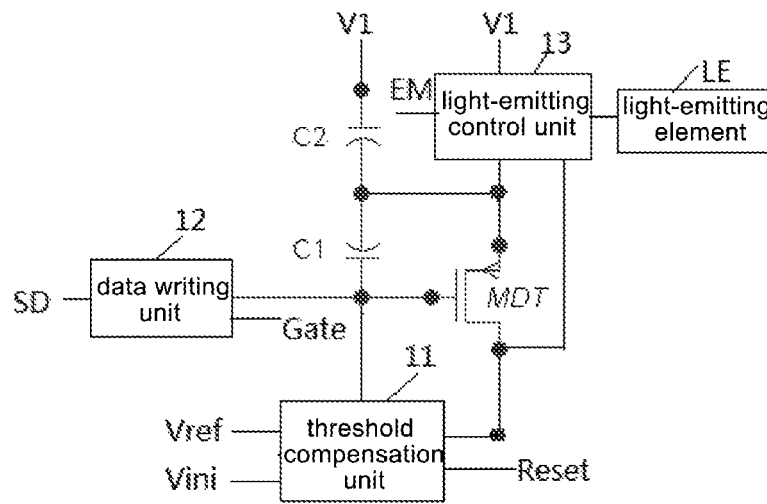 V1
V1
13
LE
EM
light-emitting
control unit
light-emitting
element
C2
C1
12
SD
data writing
unit
MDT
Gate
11
Vref
threshold
compensation
unit
Vini
Reset